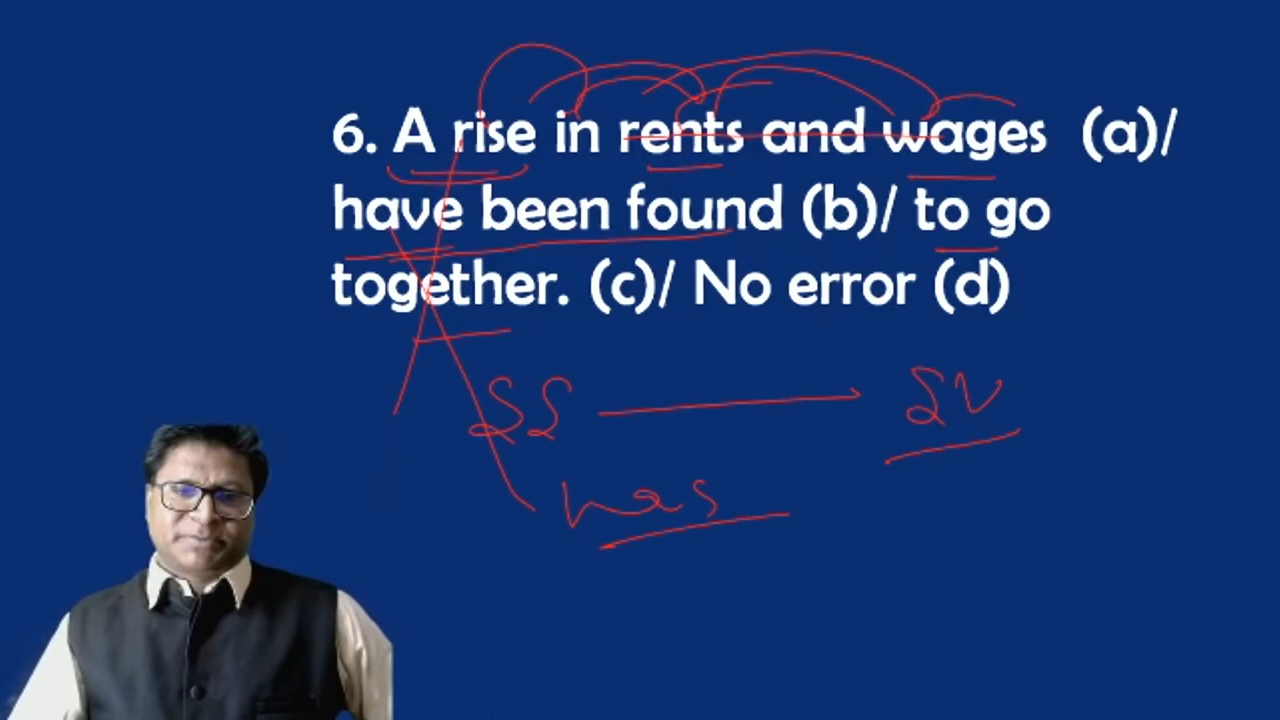 6. A rise in rents and wages (a)/
have been found (b)/ to go
together. (c)/ No error (d)
SS SV
has